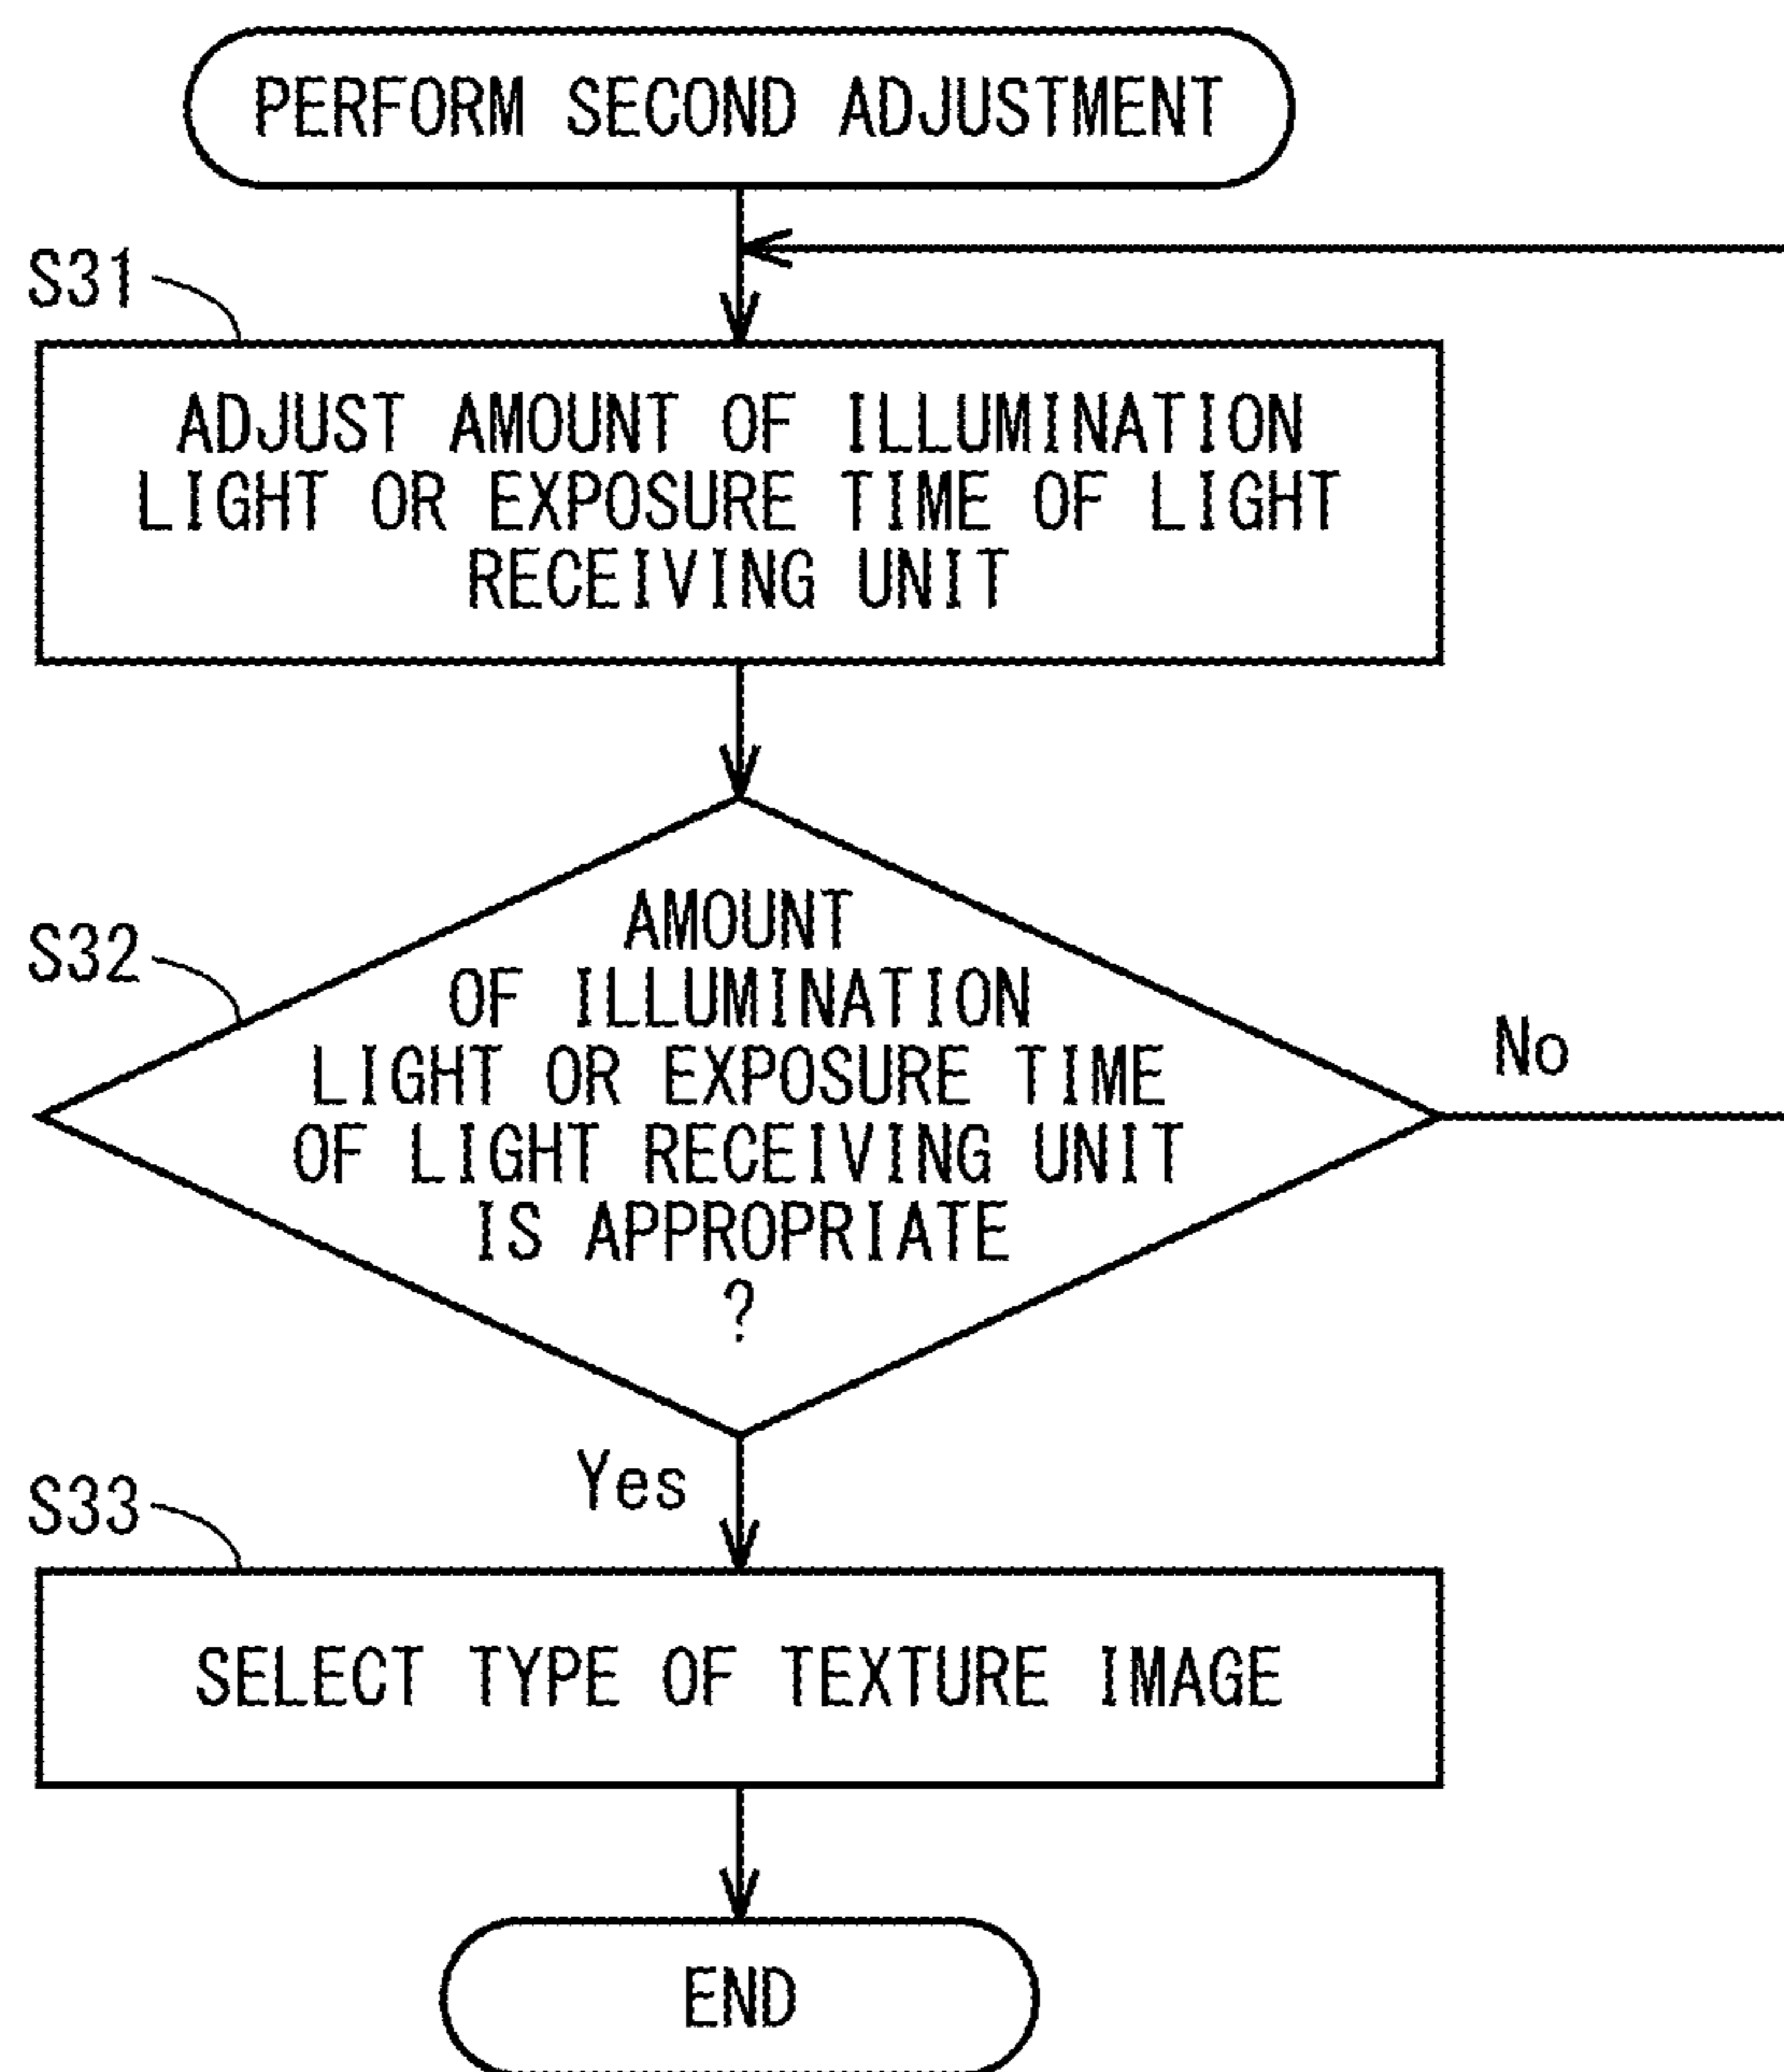 PERFORM SECOND ADJUSTMENT
S31
ADJUST AMOUNT OF ILLUMINATION
LIGHT OR EXPOSURE TIME OF LIGHT
RECEIVING UNIT
S32
AMOUNT
OF ILLUMINATION
LIGHT OR EXPOSURE TIME
OF LIGHT RECEIVING UNIT
IS APPROPRIATE
?
No
Yes
S33
SELECT TYPE OF TEXTURE IMAGE
END